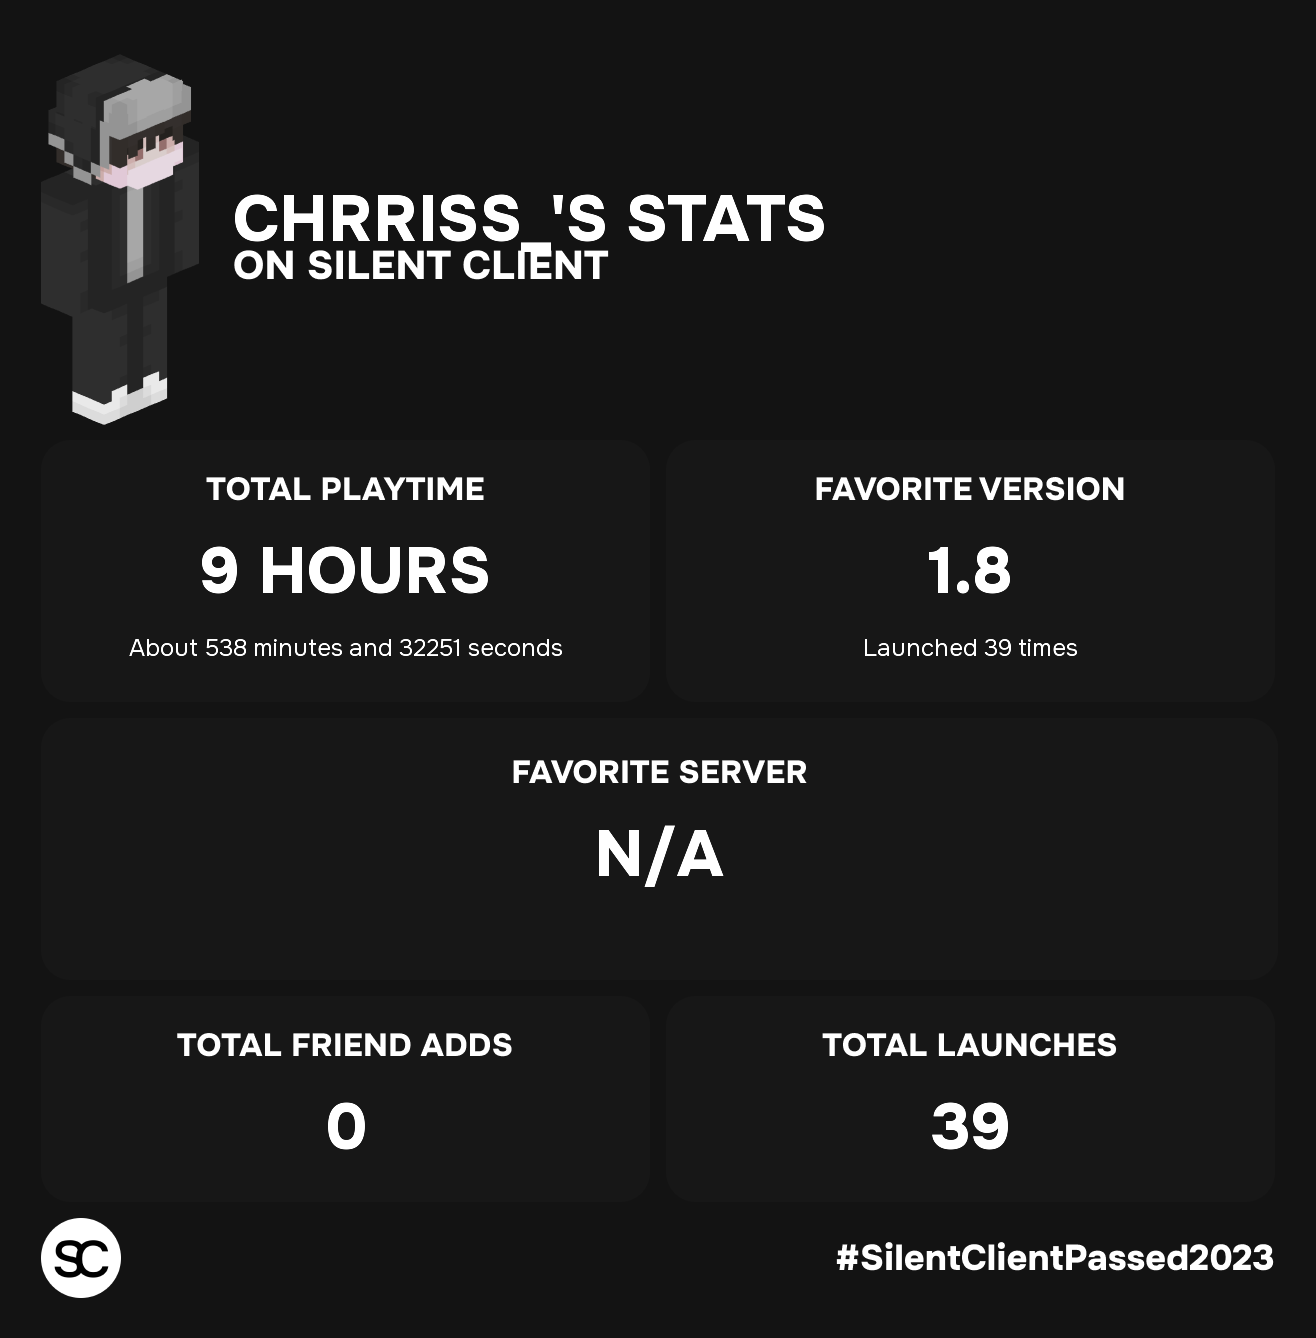 CHRRISS_'S STATS
ON SILENT CLIENT
TOTAL PLAYTIME
9 HOURS
About 538 minutes and 32251 seconds
FAVORITE VERSION
1.8
Launched 39 times
FAVORITE SERVER
N/A
TOTAL FRIEND ADDS
0
TOTAL LAUNCHES
39
SC
#SilentClientPassed2023